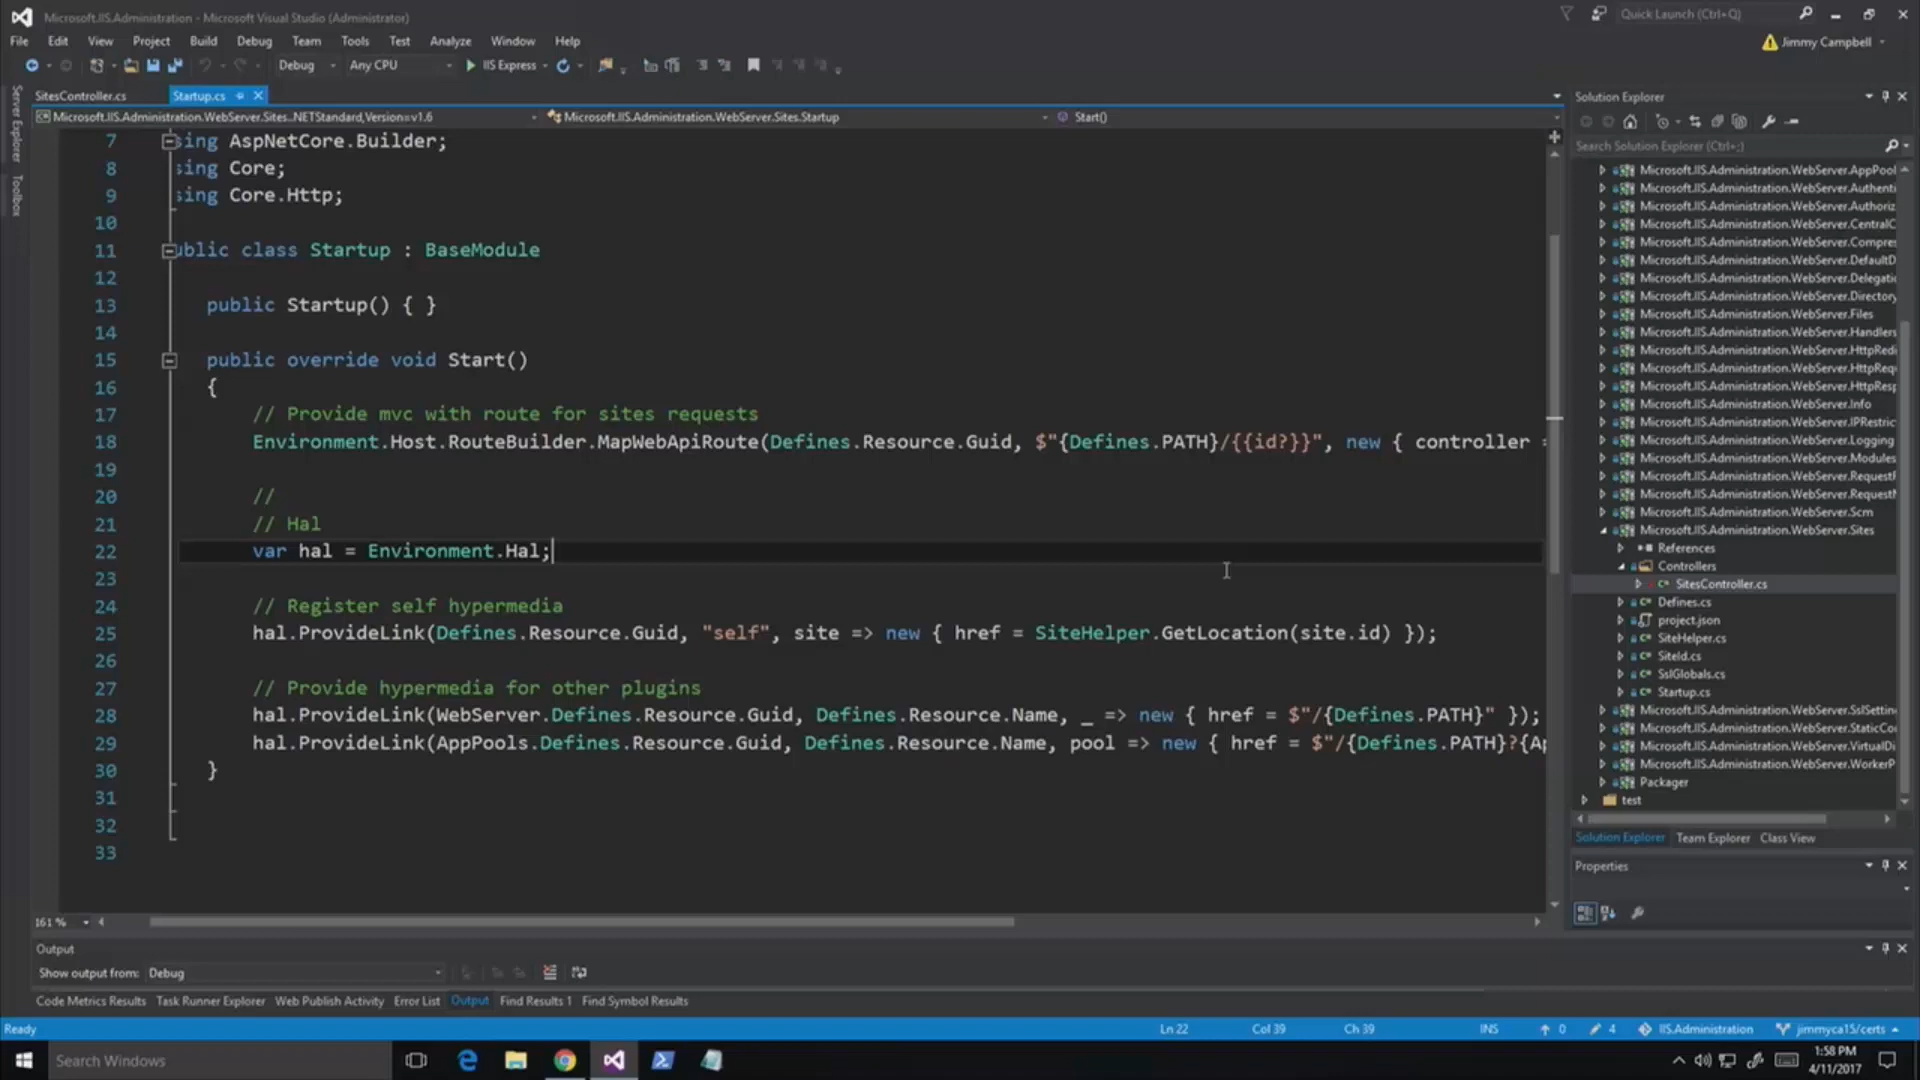 Microsoft.IIS.Administration - Microsoft Visual Studio (Administrator)
Quick Launch (Ctrl+Q)
File Edit View Project Build Debug Team Tools Test Analyze Window Help
Jimmy Campbell
Debug Any CPU IIS Express
Server Explorer
Toolbox
SitesController.cs Startup.cs
Microsoft.IIS.Administration.WebServer.Sites..NETStandard,Version=v1.6 Microsoft.IIS.Administration.WebServer.Sites.Startup Start()
7 sing AspNetCore.Builder;
8 sing Core;
9 sing Core.Http;
10
11 ublic class Startup : BaseModule
12
13 public Startup() { }
14
15 public override void Start()
16 {
17 // Provide mvc with route for sites requests
18 Environment.Host.RouteBuilder.MapWebApiRoute(Defines.Resource.Guid, $"{Defines.PATH}/{{id?}}", new { controller =
19
20 //
21 // Hal
22 var hal = Environment.Hal;
23
24 // Register self hypermedia
25 hal.ProvideLink(Defines.Resource.Guid, "self", site => new { href = SiteHelper.GetLocation(site.id) });
26
27 // Provide hypermedia for other plugins
28 hal.ProvideLink(WebServer.Defines.Resource.Guid, Defines.Resource.Name, _ => new { href = $"/{Defines.PATH}" });
29 hal.ProvideLink(AppPools.Defines.Resource.Guid, Defines.Resource.Name, pool => new { href = $"/{Defines.PATH}?{Ap
30 }
31
32
33
161 %
Solution Explorer
Search Solution Explorer (Ctrl+;)
Microsoft.IIS.Administration.WebServer.AppPool
Microsoft.IIS.Administration.WebServer.Authenti
Microsoft.IIS.Administration.WebServer.Authoriz
Microsoft.IIS.Administration.WebServer.CentralC
Microsoft.IIS.Administration.WebServer.Compres
Microsoft.IIS.Administration.WebServer.DefaultD
Microsoft.IIS.Administration.WebServer.Delegatio
Microsoft.IIS.Administration.WebServer.Directory
Microsoft.IIS.Administration.WebServer.Files
Microsoft.IIS.Administration.WebServer.Handlers
Microsoft.IIS.Administration.WebServer.HttpRedi
Microsoft.IIS.Administration.WebServer.HttpReq
Microsoft.IIS.Administration.WebServer.HttpResp
Microsoft.IIS.Administration.WebServer.Info
Microsoft.IIS.Administration.WebServer.IPRestric
Microsoft.IIS.Administration.WebServer.Logging
Microsoft.IIS.Administration.WebServer.Modules
Microsoft.IIS.Administration.WebServer.RequestF
Microsoft.IIS.Administration.WebServer.RequestM
Microsoft.IIS.Administration.WebServer.Scm
Microsoft.IIS.Administration.WebServer.Sites
References
Controllers
SitesController.cs
Defines.cs
project.json
SiteHelper.cs
SiteId.cs
SslGlobals.cs
Startup.cs
Microsoft.IIS.Administration.WebServer.SslSettin
Microsoft.IIS.Administration.WebServer.StaticCo
Microsoft.IIS.Administration.WebServer.VirtualDi
Microsoft.IIS.Administration.WebServer.WorkerP
Packager
test
Solution Explorer Team Explorer Class View
Properties
Output
Show output from: Debug
Code Metrics Results Task Runner Explorer Web Publish Activity Error List Output Find Results 1 Find Symbol Results
Ready Ln 22 Col 39 Ch 39 INS 0 4 IIS.Administration jimmyca15/certs
Search Windows
1:58 PM
4/11/2017